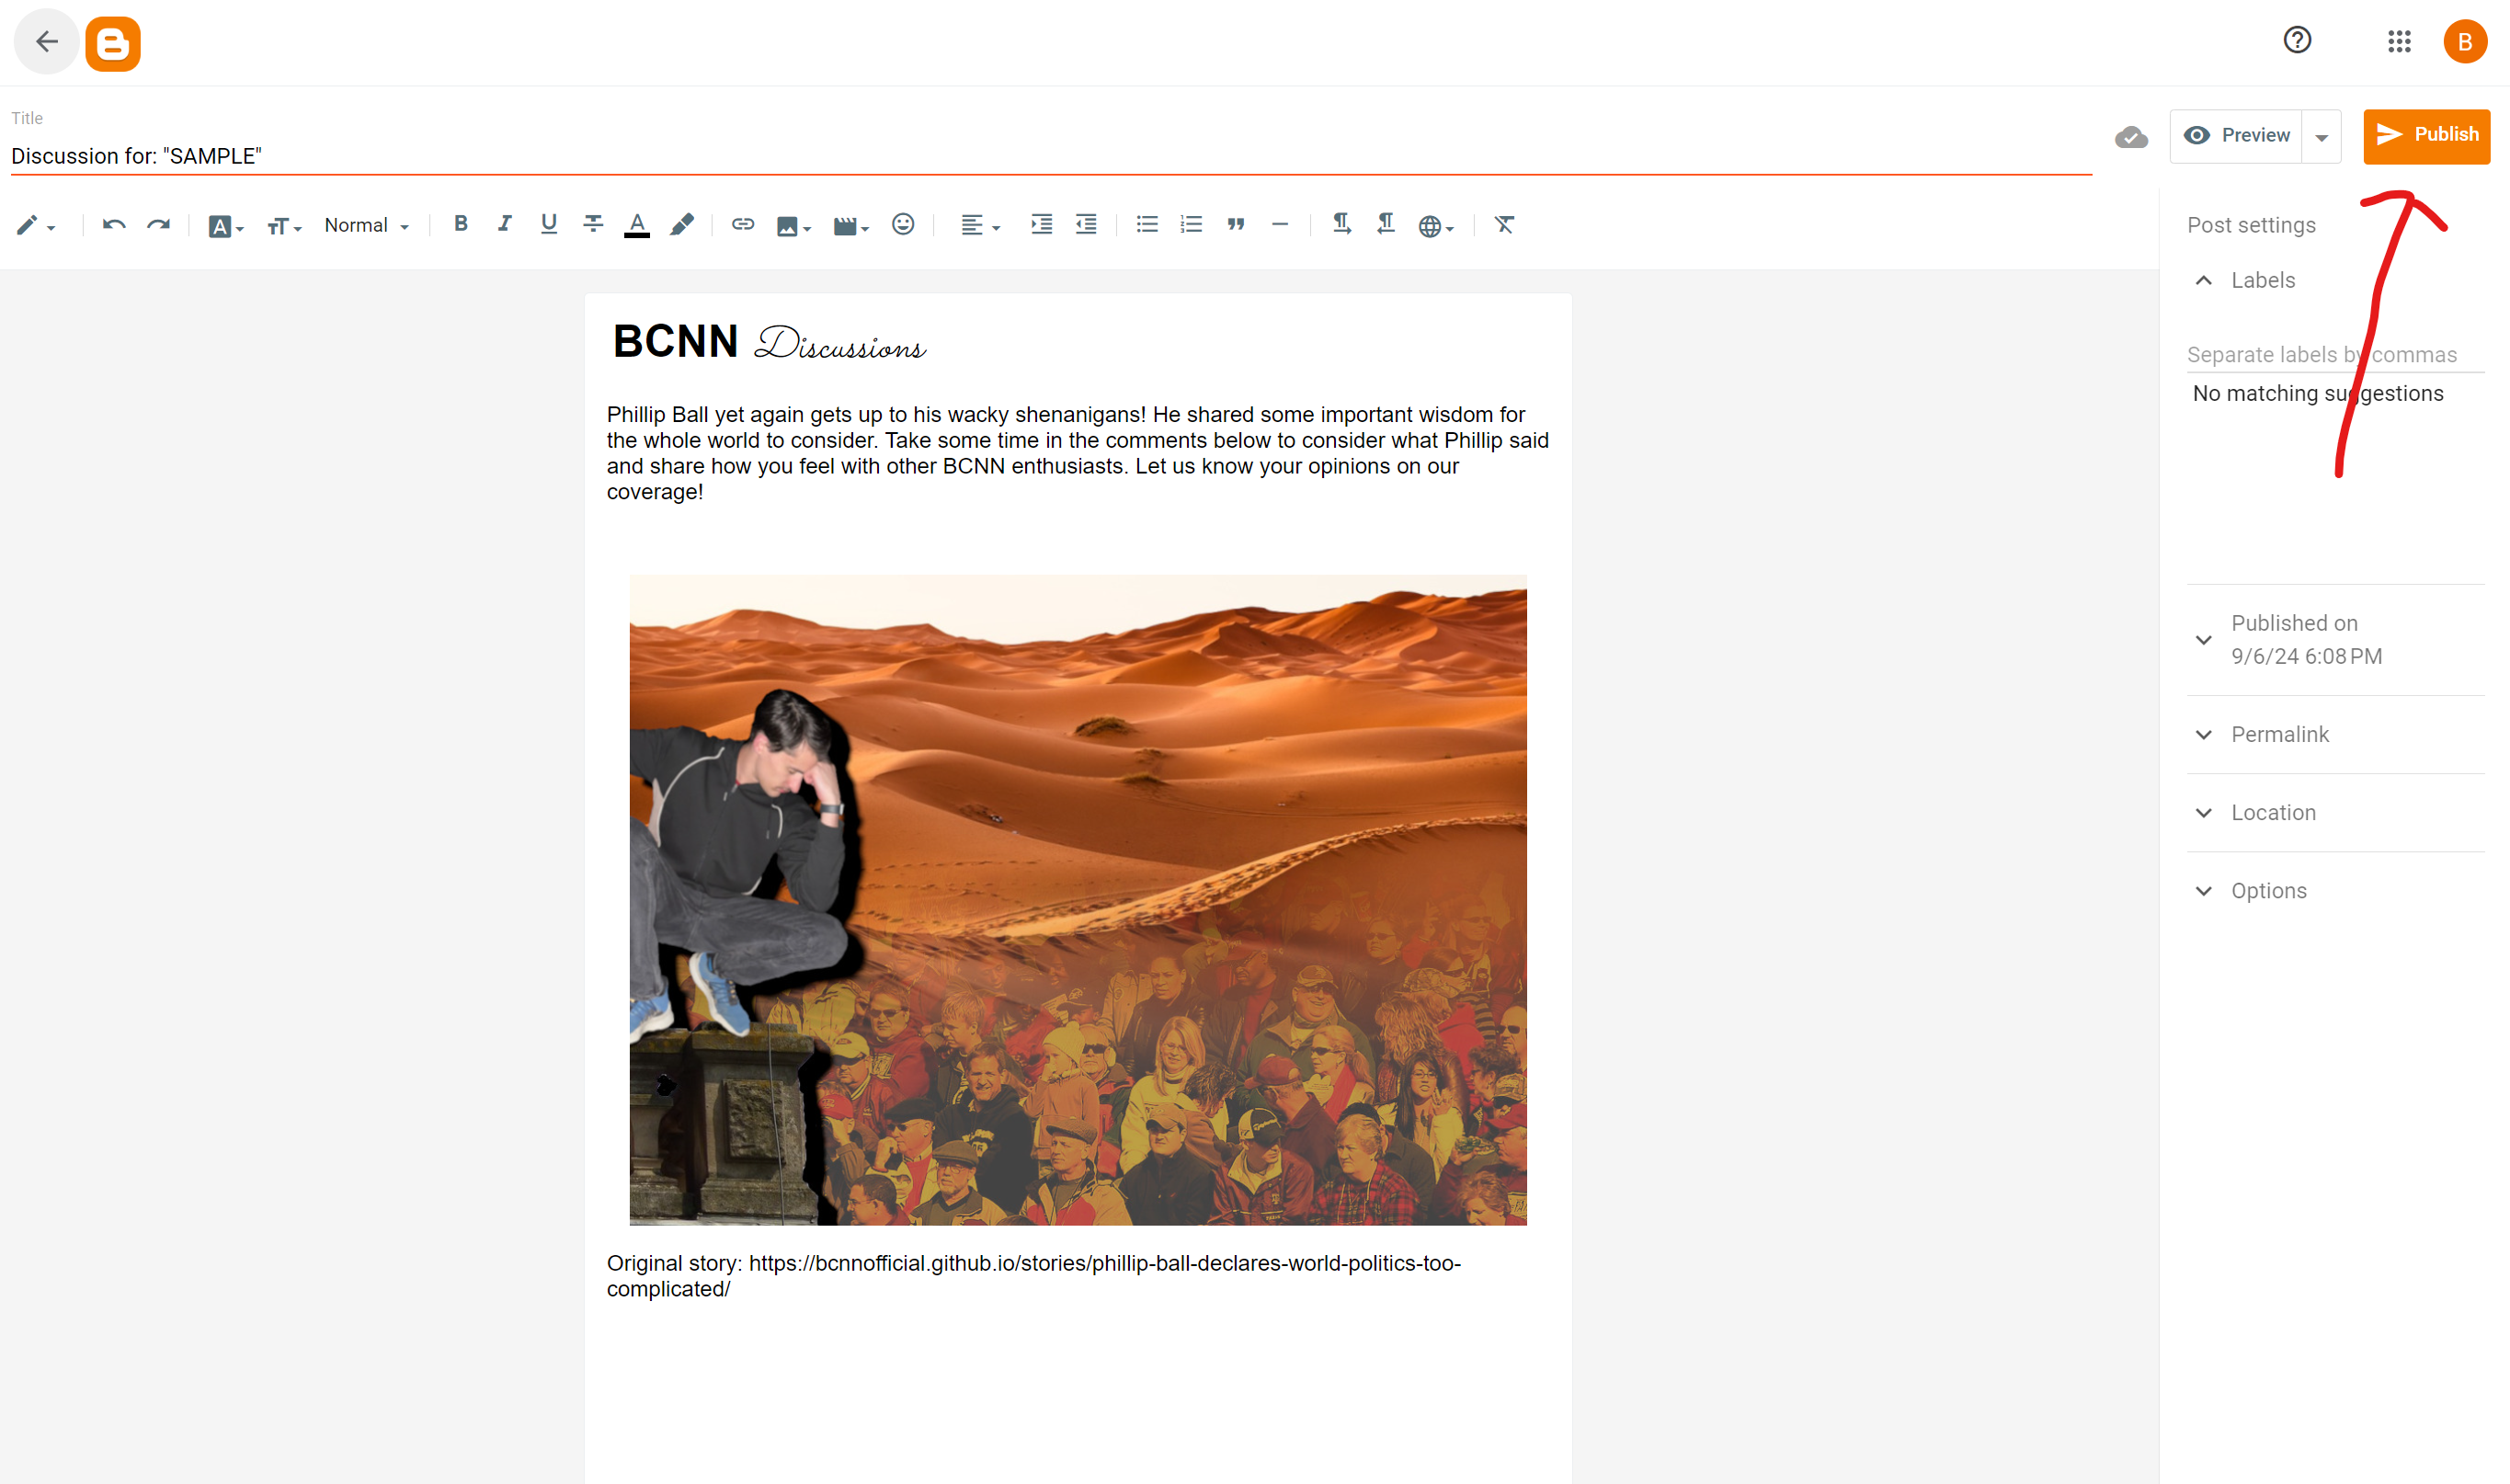 B
Title
Discussion for: "SAMPLE"
Preview
Publish
Normal
B I U A
Post settings
Labels
Separate labels by commas
No matching suggestions
Published on
9/6/24 6:08 PM
Permalink
Location
Options
BCNN Discussions
Phillip Ball yet again gets up to his wacky shenanigans! He shared some important wisdom for
the whole world to consider. Take some time in the comments below to consider what Phillip said
and share how you feel with other BCNN enthusiasts. Let us know your opinions on our
coverage!
Original story: https://bcnnofficial.github.io/stories/phillip-ball-declares-world-politics-too-
complicated/